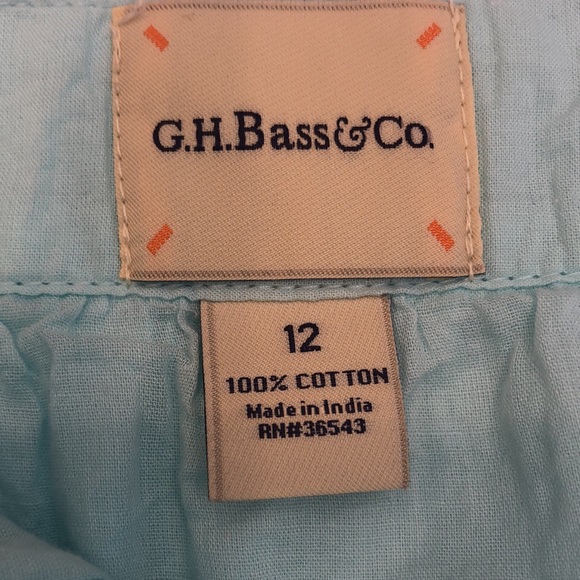 G.H.Bass&Co.
12
100% COTTON
Made in India
RN#36543